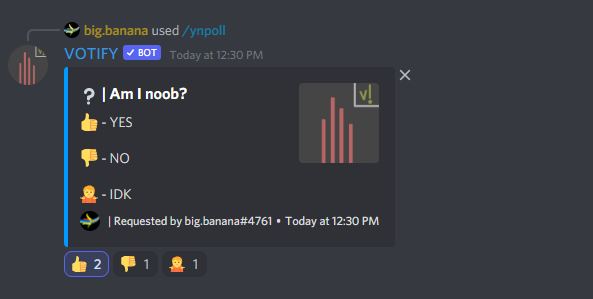 big.banana used /ynpoll
VOTIFY ✓ BOT Today at 12:30 PM
❔ | Am I noob?
v!
👍 - YES
👎 - NO
🤷 - IDK
| Requested by big.banana#4761 • Today at 12:30 PM
👍 2 👎 1 🤷 1